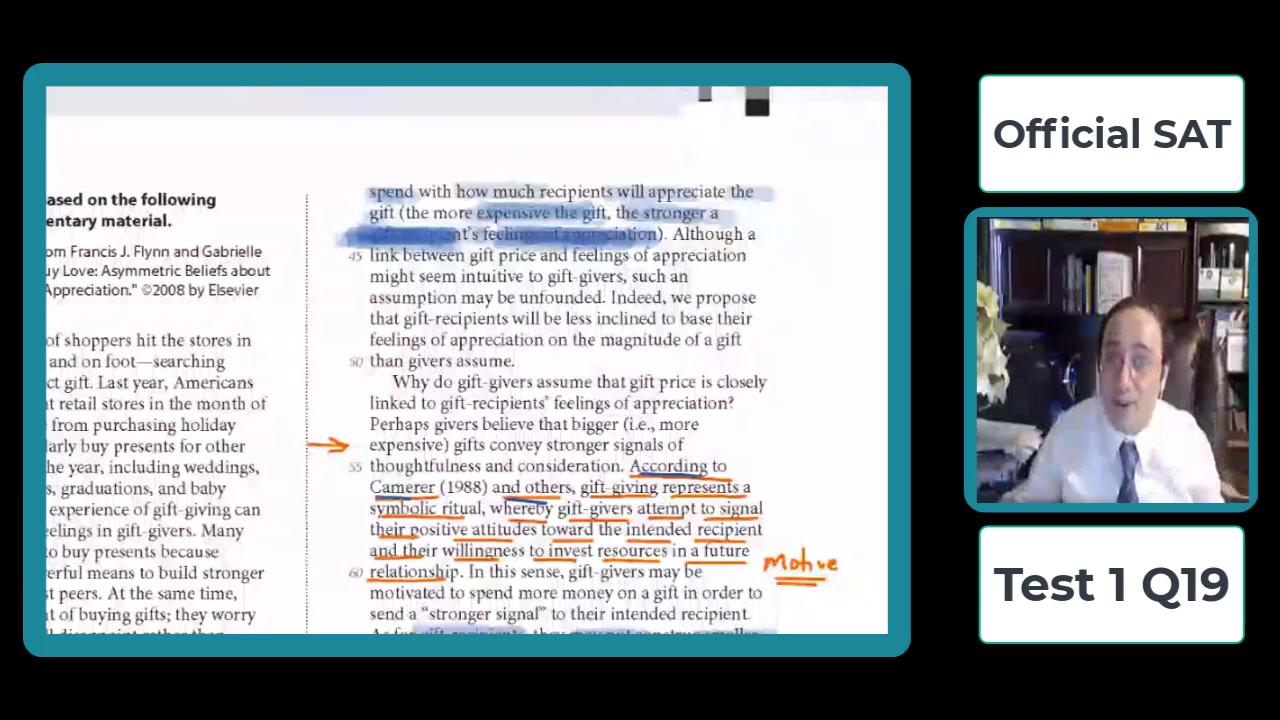 ased on the following
entary material.
om Francis J. Flynn and Gabrielle
uy Love: Asymmetric Beliefs about
Appreciation." ©2008 by Elsevier
of shoppers hit the stores in
and on foot—searching
ct gift. Last year, Americans
at retail stores in the month of
from purchasing holiday
larly buy presents for other
he year, including weddings,
s, graduations, and baby
experience of gift-giving can
eelings in gift-givers. Many
to buy presents because
erful means to build stronger
st peers. At the same time,
t of buying gifts; they worry
spend with how much recipients will appreciate the
gift (the more expensive the gift, the stronger a
gift-recipient's feelings of appreciation). Although a
45 link between gift price and feelings of appreciation
might seem intuitive to gift-givers, such an
assumption may be unfounded. Indeed, we propose
that gift-recipients will be less inclined to base their
feelings of appreciation on the magnitude of a gift
50 than givers assume.
Why do gift-givers assume that gift price is closely
linked to gift-recipients' feelings of appreciation?
Perhaps givers believe that bigger (i.e., more
expensive) gifts convey stronger signals of
55 thoughtfulness and consideration. According to
Camerer (1988) and others, gift-giving represents a
symbolic ritual, whereby gift-givers attempt to signal
their positive attitudes toward the intended recipient
and their willingness to invest resources in a future
60 relationship. In this sense, gift-givers may be
motivated to spend more money on a gift in order to
send a “stronger signal” to their intended recipient.
Motive
Official SAT
Test 1 Q19